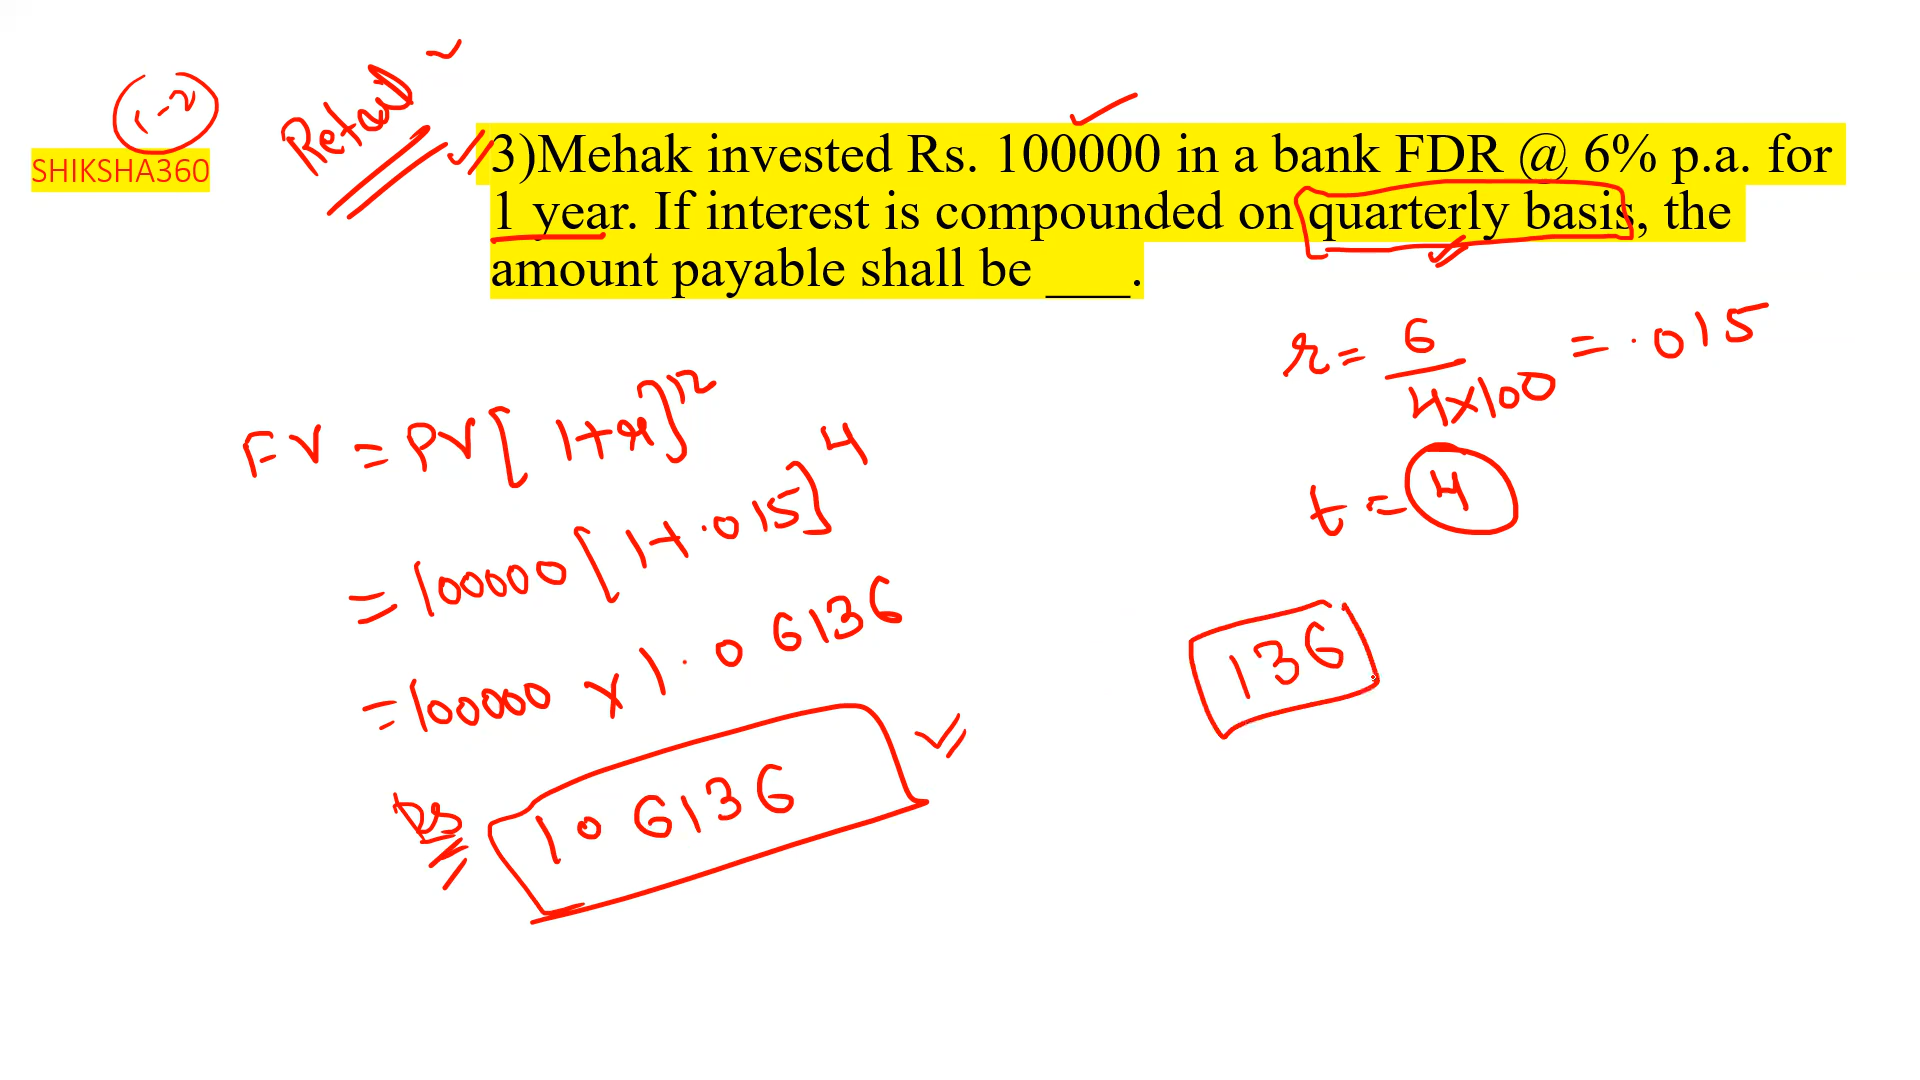 (1-2)
SHIKSHA360
Retail
3)Mehak invested Rs. 100000 in a bank FDR @ 6% p.a. for
1 year. If interest is compounded on quarterly basis, the
amount payable shall be ___.
r = 6 / 4x100 = .015
t = 4
FV = PV [ 1+r ]
= 100000 [ 1+.015 ]^4
= 100000 x 1.06136
Rs 106136
136